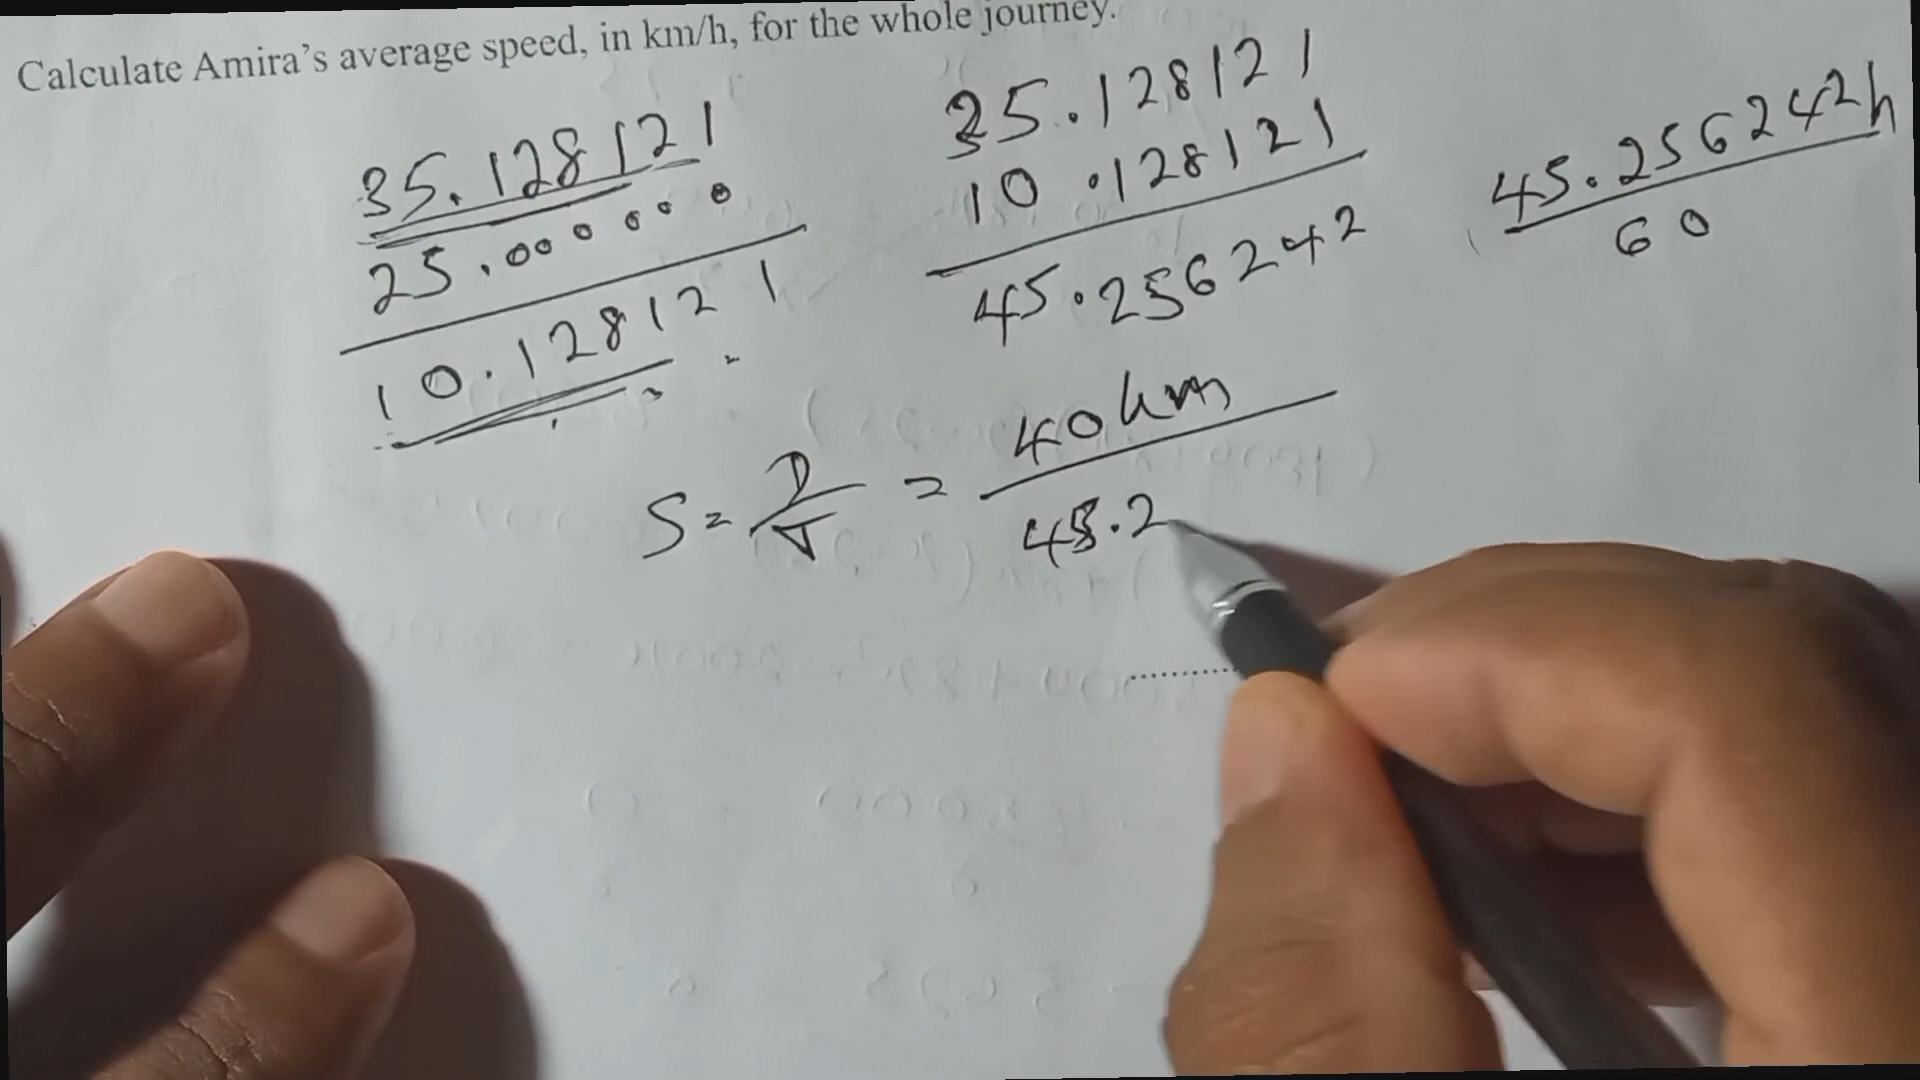 Calculate Amira's average speed, in km/h, for the whole journey.
35.128121
25.000000
10.128121
35.128121
10.128121
45.256242
45.256242h
60
S = D/T = 40km/45.2